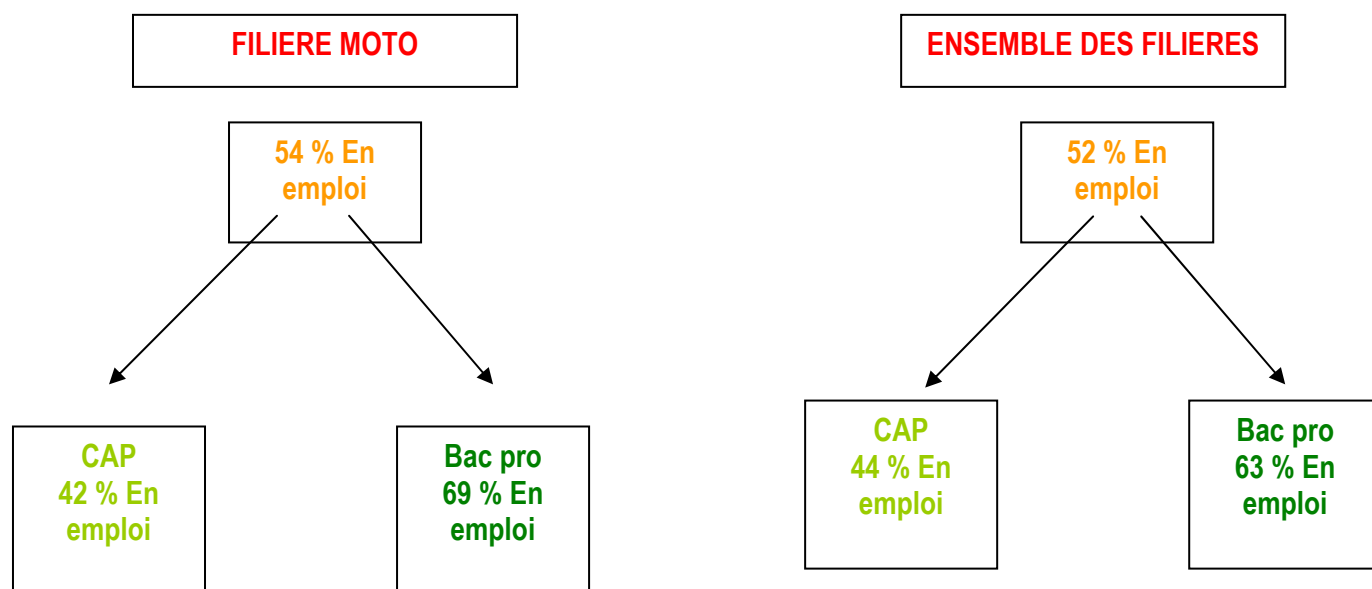 FILIERE MOTO
ENSEMBLE DES FILIERES
54 % En
emploi
52 % En
emploi
CAP
42 % En
emploi
Bac pro
69 % En
emploi
CAP
44 % En
emploi
Bac pro
63 % En
emploi